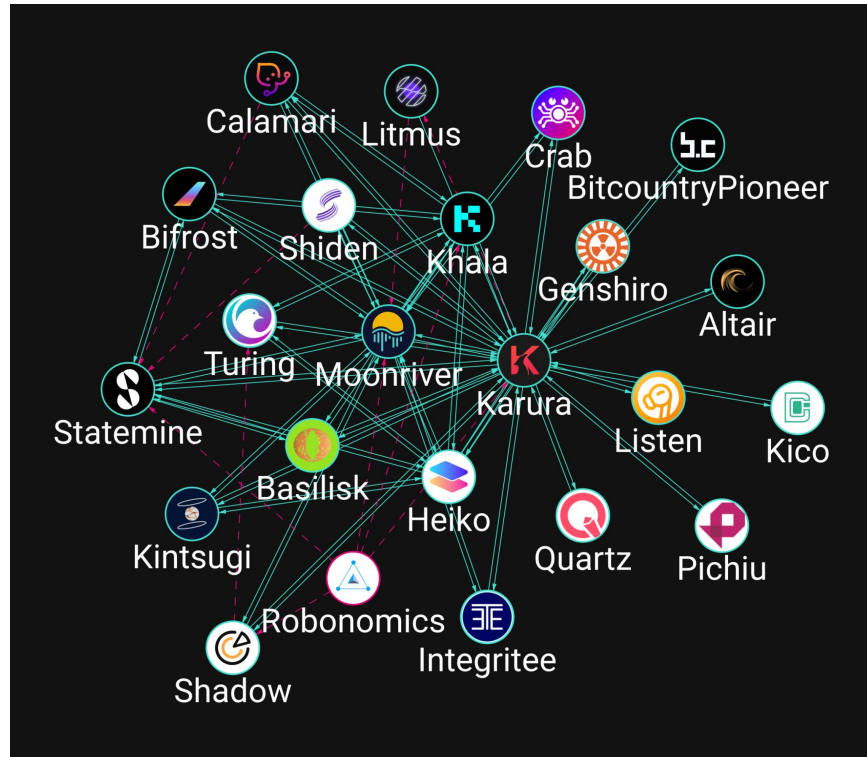 Calamari
Litmus
Crab
b.c
BitcountryPioneer
Bifrost
Shiden
Khala
Genshiro
Altair
Turing
Moonriver
Karura
Statemine
Listen
Kico
Basilisk
Heiko
Kintsugi
Quartz
Pichiu
Robonomics
Integritee
Shadow